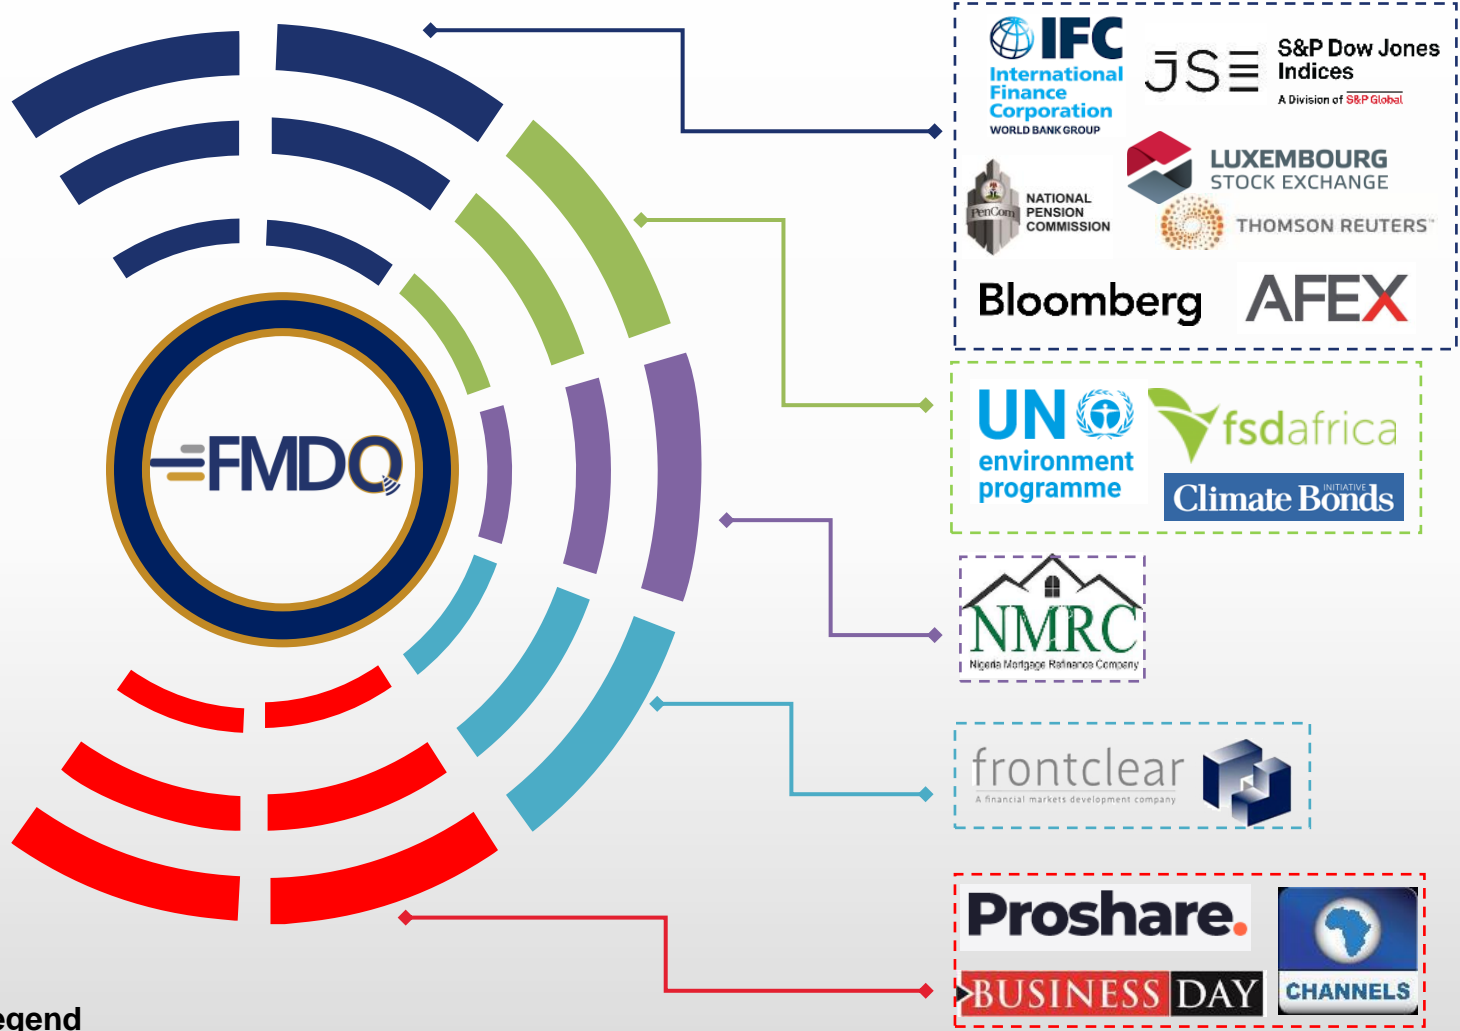 FMDQ
IFC
International
Finance
Corporation
WORLD BANK GROUP
JSE
S&P Dow Jones
Indices
A Division of S&P Global
PenCom
NATIONAL
PENSION
COMMISSION
LUXEMBOURG
STOCK EXCHANGE
THOMSON REUTERS™
Bloomberg
AFEX
UN
environment
programme
fsdafrica
Climate Bonds
INITIATIVE
NMRC
Nigeria Mortgage Refinance Company
frontclear
A financial markets development company
Proshare.
BUSINESS DAY
CHANNELS
egend